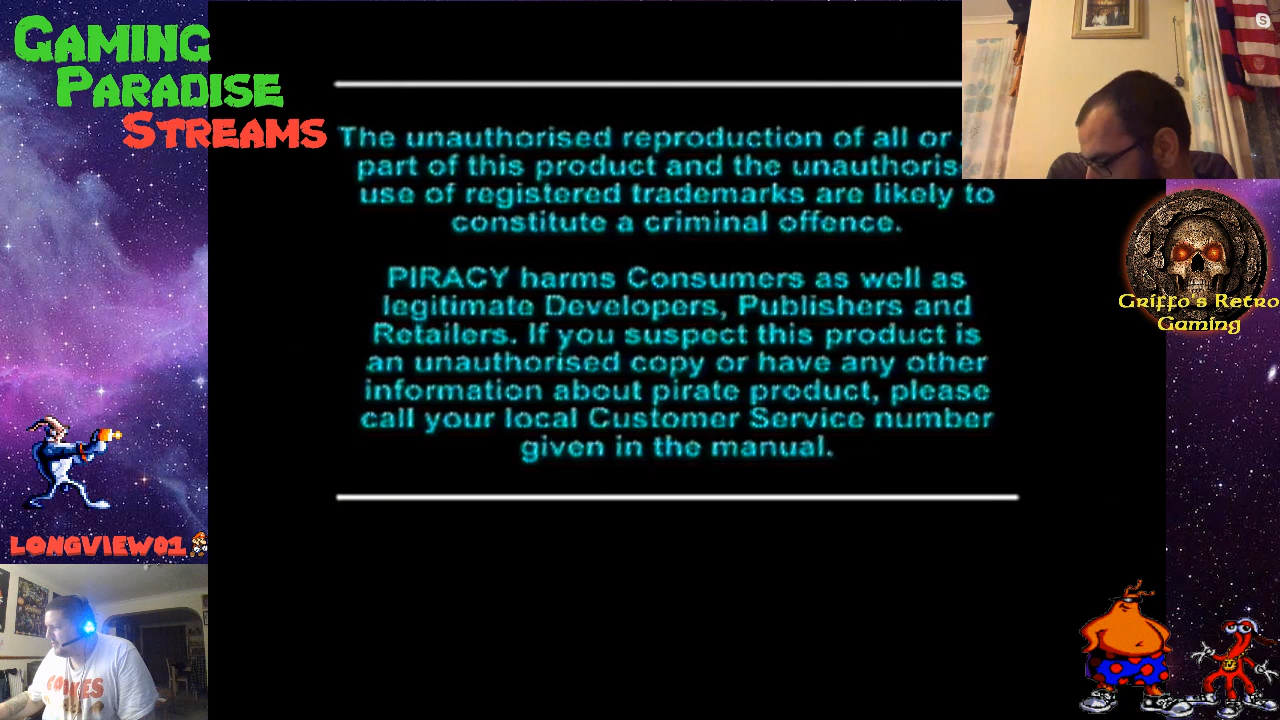 GAMING
PARADISE
STREAMS
The unauthorised reproduction of all or
part of this product and the
use of registered trademarks are likely to
constitute a criminal offence.
PIRACY harms Consumers as well as
legitimate Developers, Publishers and
Retailers. If you suspect this product is
an unauthorised copy or have any other
information about pirate product, please
call your local Customer Service number
given in the manual.
Griffo's Retro
Gaming
LONGVIEW01